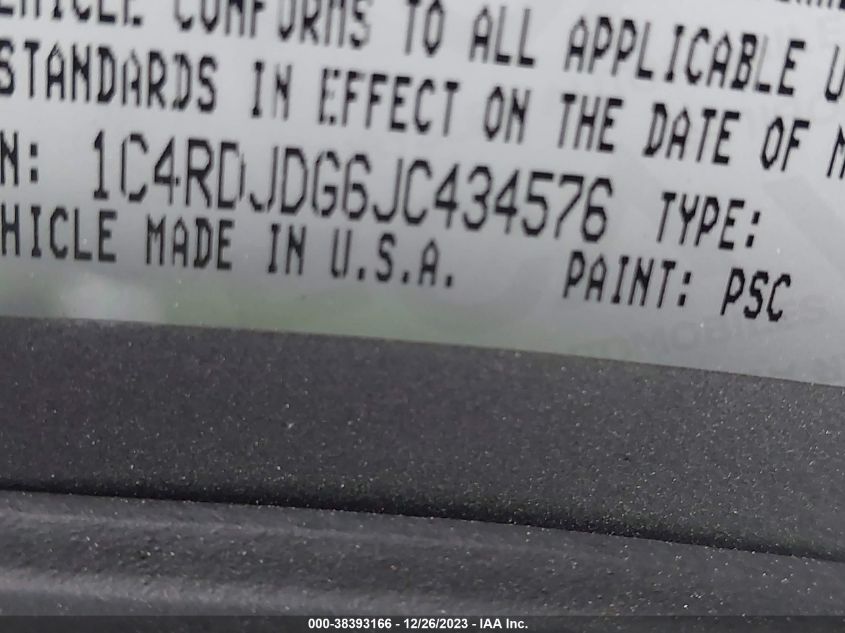 VEHICLE CONFORMS TO ALL APPLICABLE U
STANDARDS IN EFFECT ON THE DATE OF M
N: 1C4RDJDG6JC434576 TYPE:
HICLE MADE IN U.S.A. PAINT: PSC
000-38393166 - 12/26/2023 - IAA Inc.